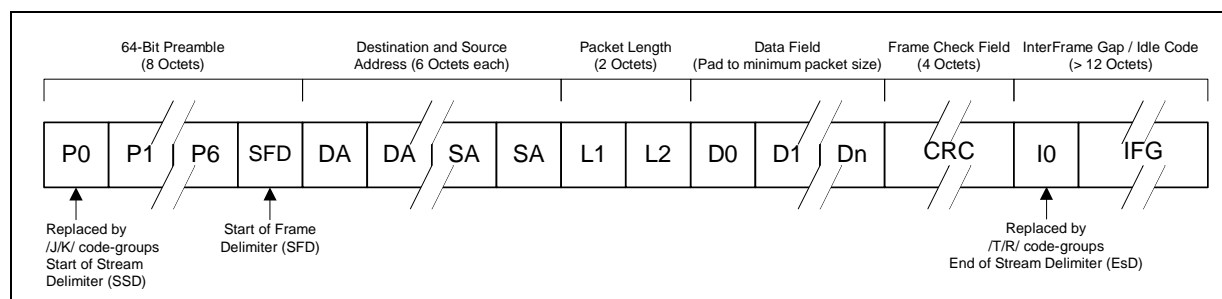 64-Bit Preamble
(8 Octets)
Destination and Source
Address (6 Octets each)
Packet Length
(2 Octets)
Data Field
(Pad to minimum packet size)
Frame Check Field
(4 Octets)
InterFrame Gap / Idle Code
(> 12 Octets)
P0 P1 P6 SFD DA DA SA SA L1 L2 D0 D1 Dn CRC I0 IFG
Replaced by
/J/K/ code-groups
Start of Stream
Delimiter (SSD)
Start of Frame
Delimiter (SFD)
Replaced by
/T/R/ code-groups
End of Stream Delimiter (EsD)